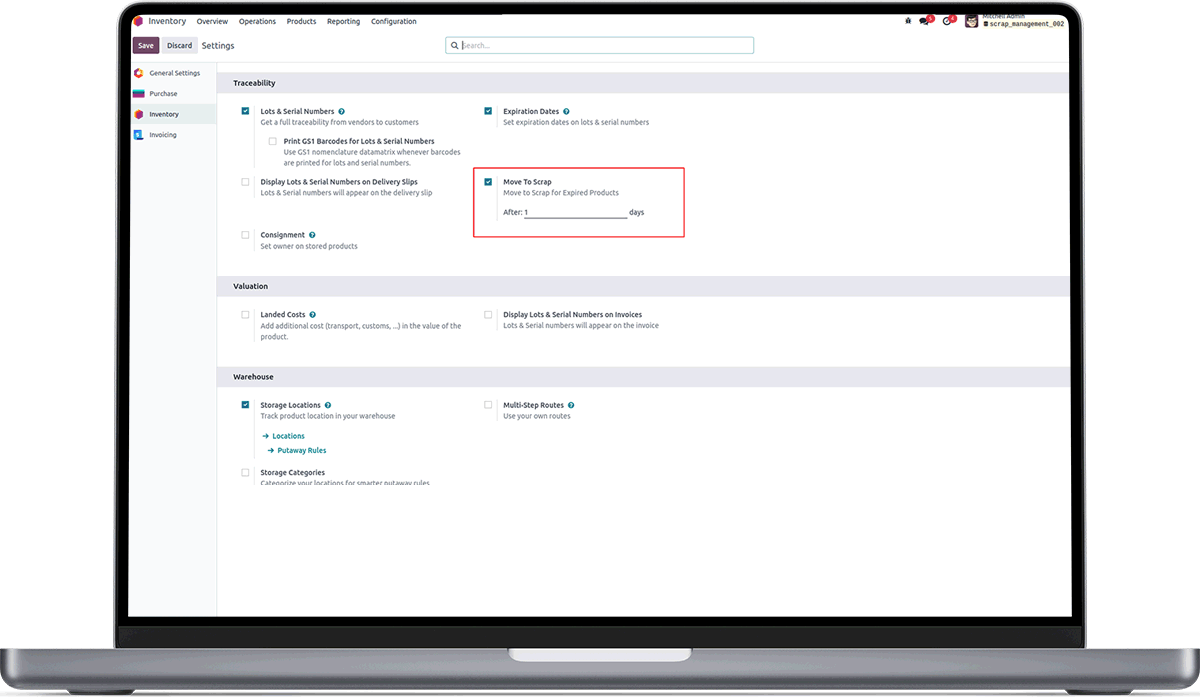 Inventory Overview Operations Products Reporting Configuration
5 4 Mitchell Admin
scrap_management_002
Save Discard Settings
Search...
General Settings
Purchase
Inventory
Invoicing
Traceability
Lots & Serial Numbers ?
Get a full traceability from vendors to customers
Expiration Dates ?
Set expiration dates on lots & serial numbers
Print GS1 Barcodes for Lots & Serial Numbers
Use GS1 nomenclature datamatrix whenever barcodes
are printed for lots and serial numbers.
Display Lots & Serial Numbers on Delivery Slips
Lots & Serial numbers will appear on the delivery slip
Move To Scrap
Move to Scrap for Expired Products
After: 1 days
Consignment ?
Set owner on stored products
Valuation
Landed Costs ?
Add additional cost (transport, customs, ...) in the value of the
product.
Display Lots & Serial Numbers on Invoices
Lots & Serial numbers will appear on the invoice
Warehouse
Storage Locations ?
Track product location in your warehouse
→ Locations
→ Putaway Rules
Multi-Step Routes ?
Use your own routes
Storage Categories
Categorize your locations for smarter putaway rules